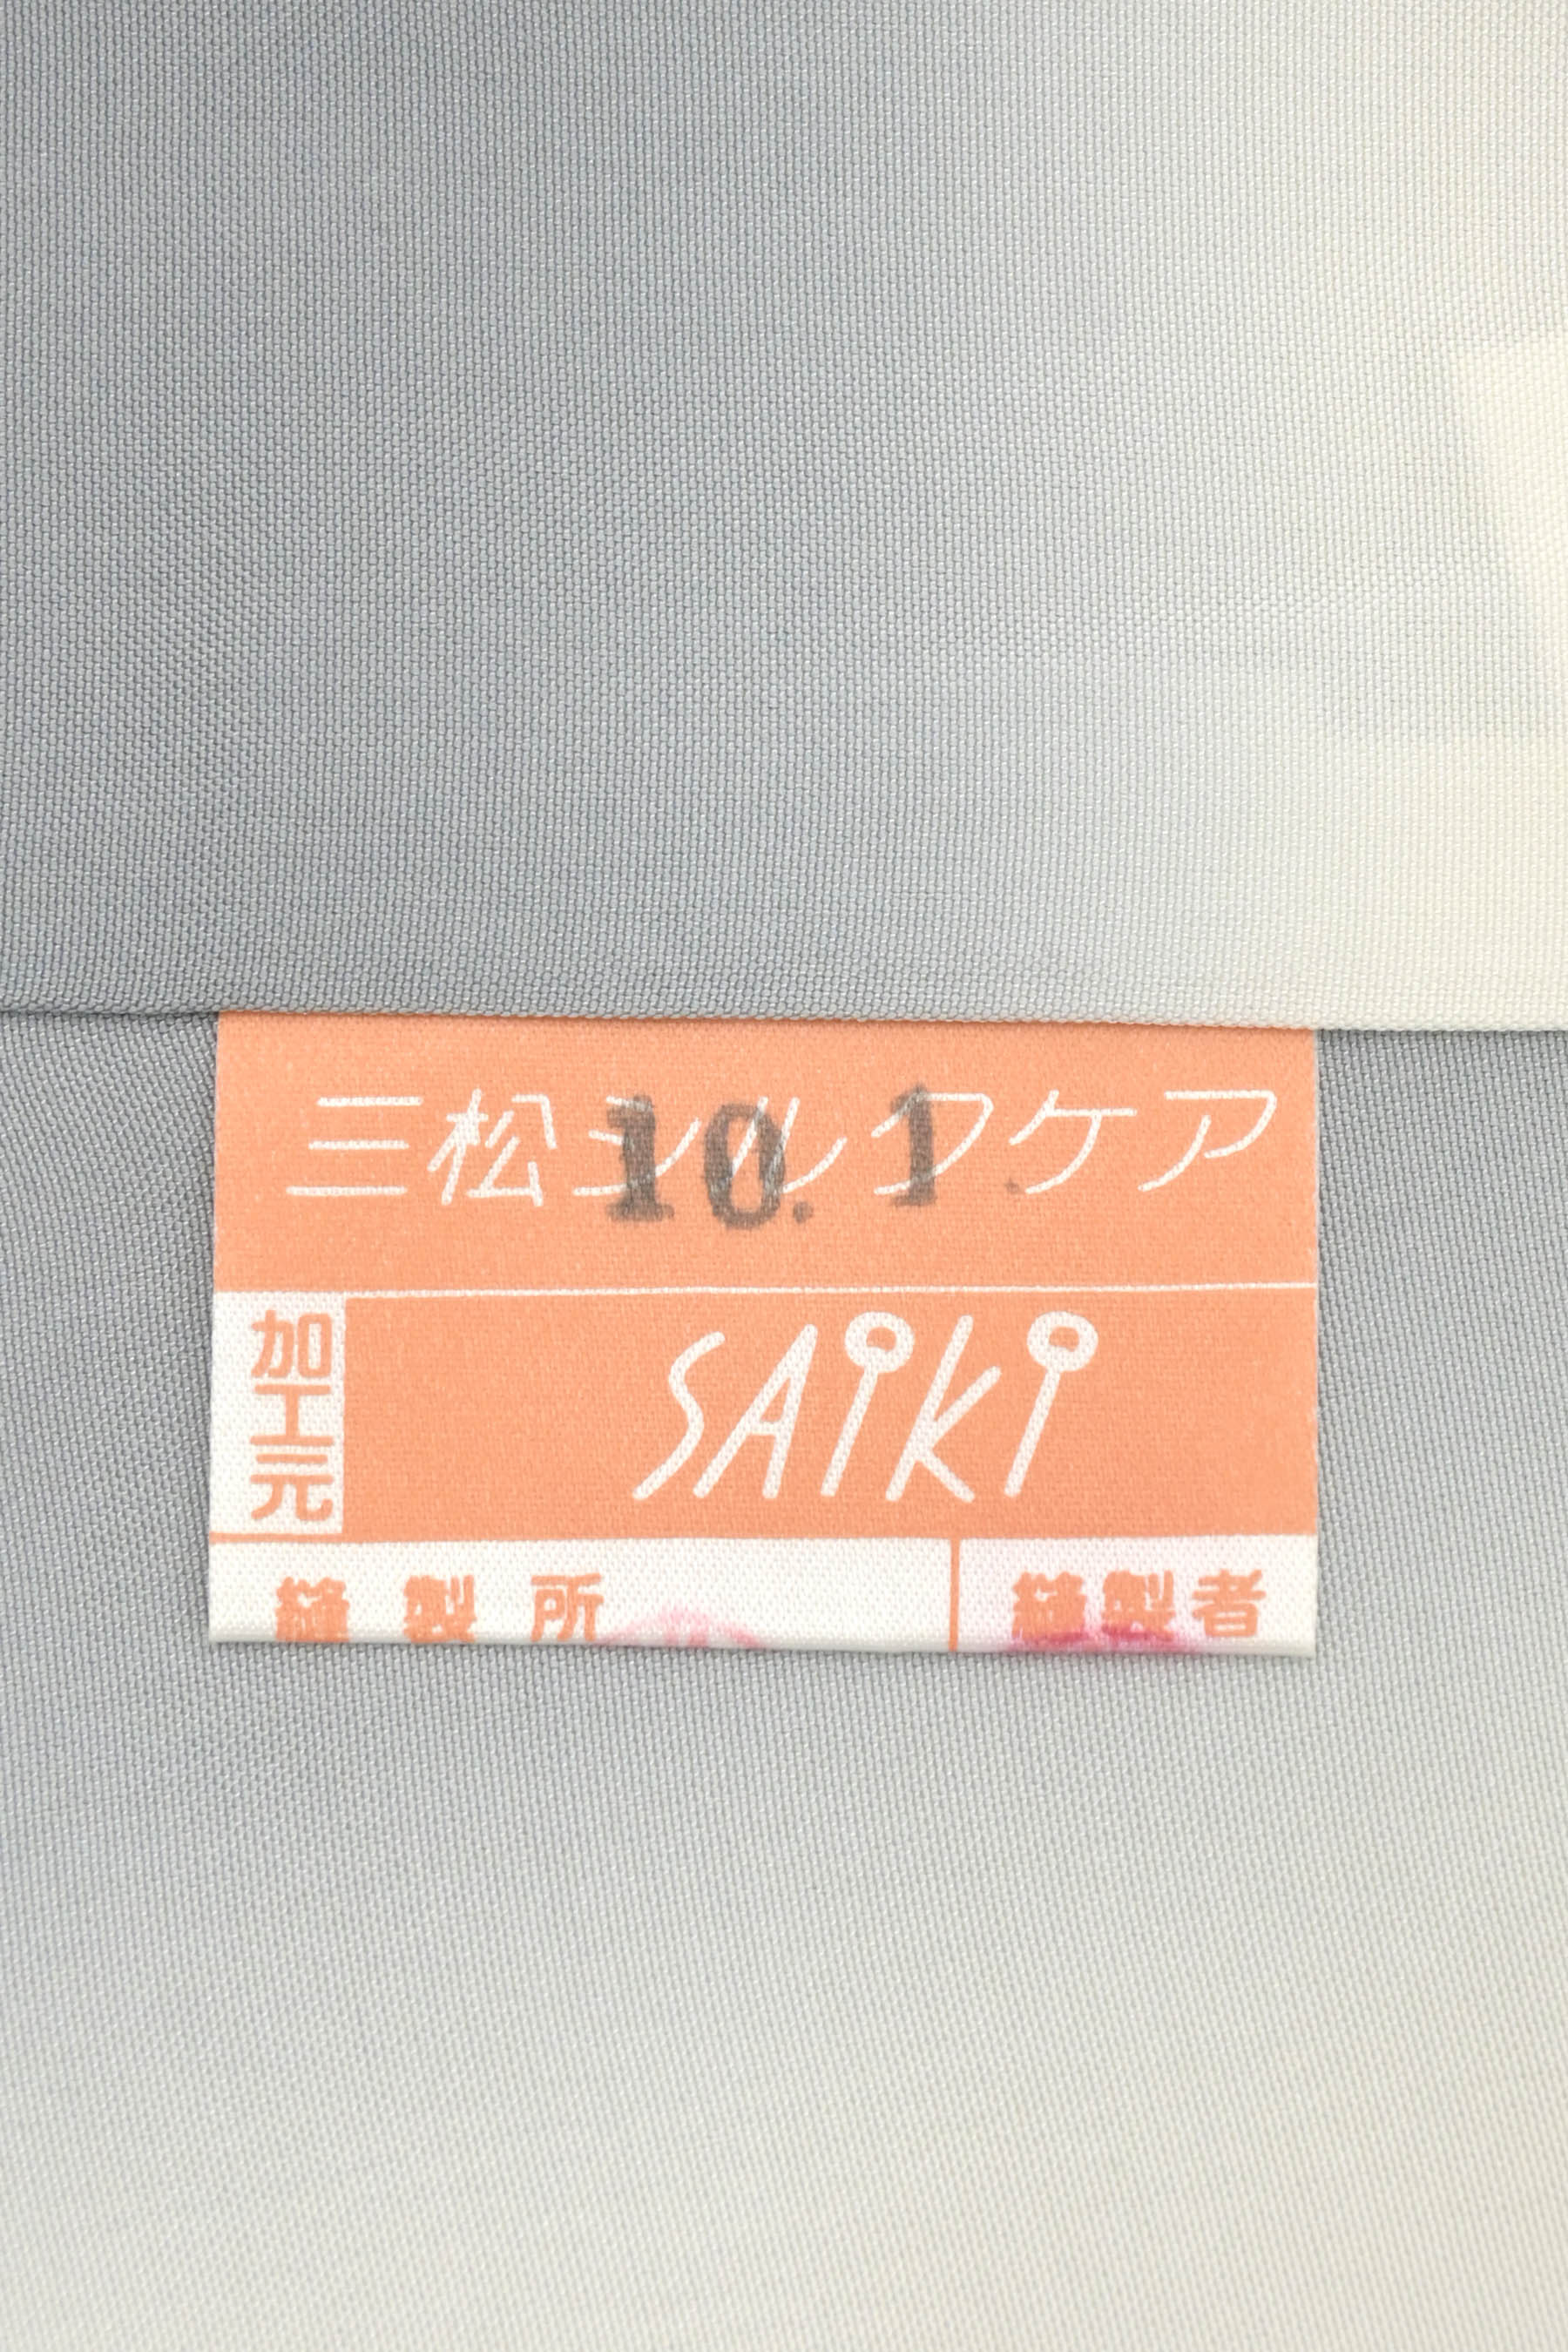 三松シルクケア
10. 1.
加工元
SAiKi
縫製所 縫製者